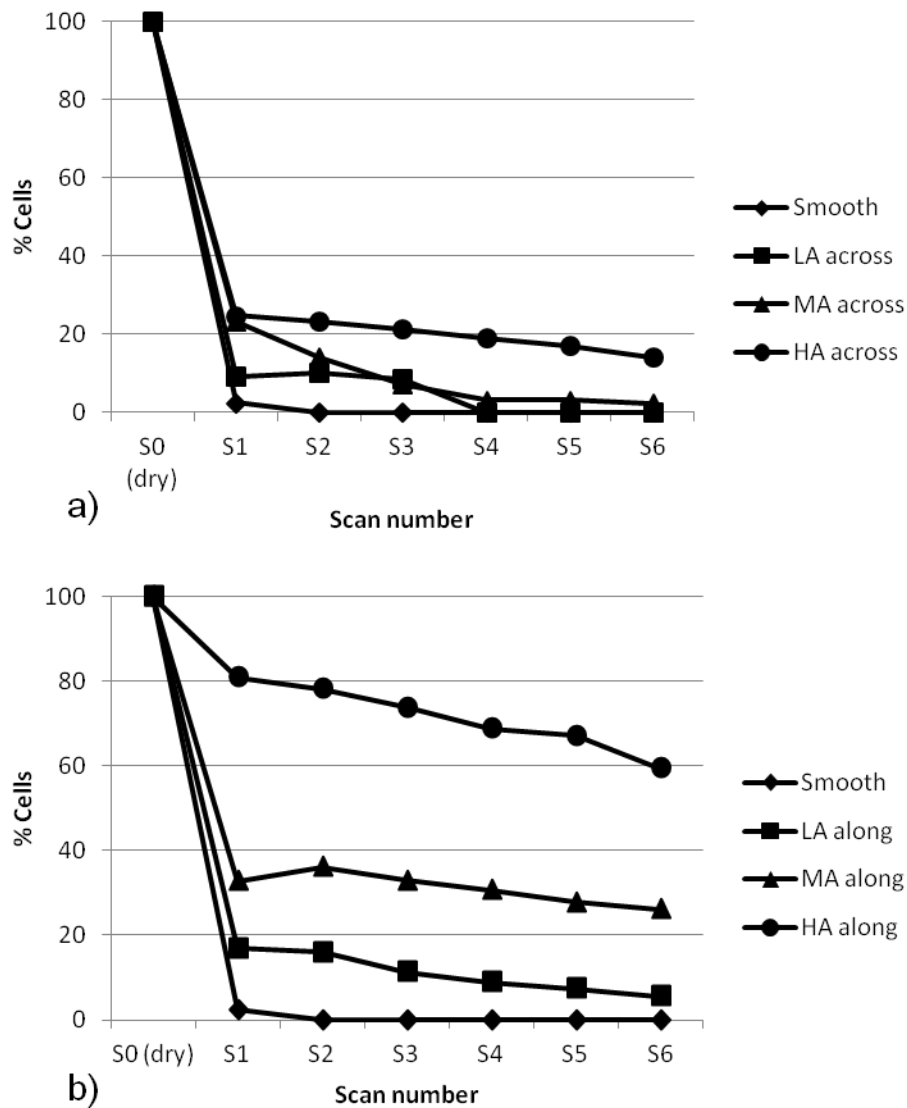 100
80
60
40
20
0
% Cells
S0 (dry) S1 S2 S3 S4 S5 S6
Scan number
Smooth
LA across
MA across
HA across
a)
100
80
60
40
20
0
% Cells
S0 (dry) S1 S2 S3 S4 S5 S6
Scan number
Smooth
LA along
MA along
HA along
b)